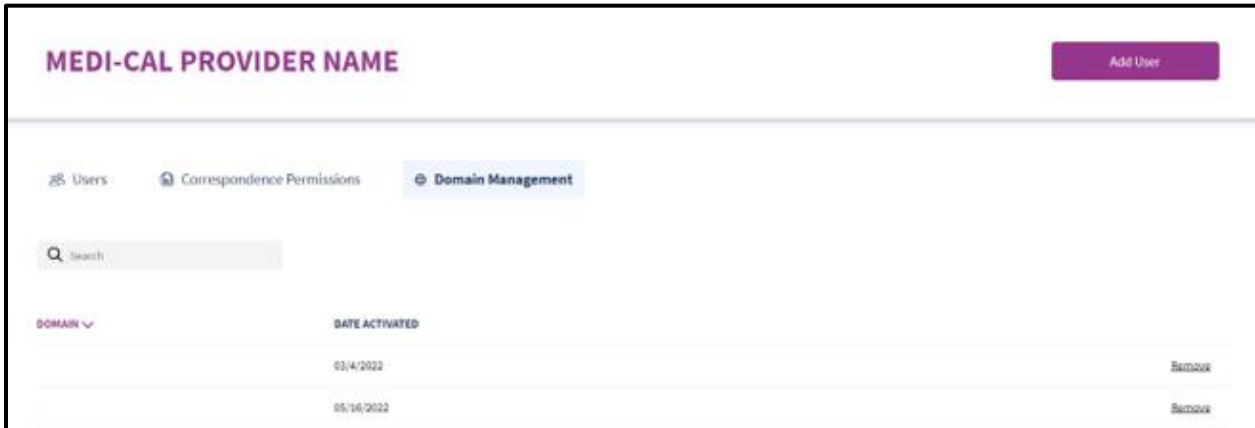 MEDI-CAL PROVIDER NAME
Add User
Users Correspondence Permissions Domain Management
Search
DOMAIN DATE ACTIVATED
03/4/2022 Remove
05/16/2022 Remove